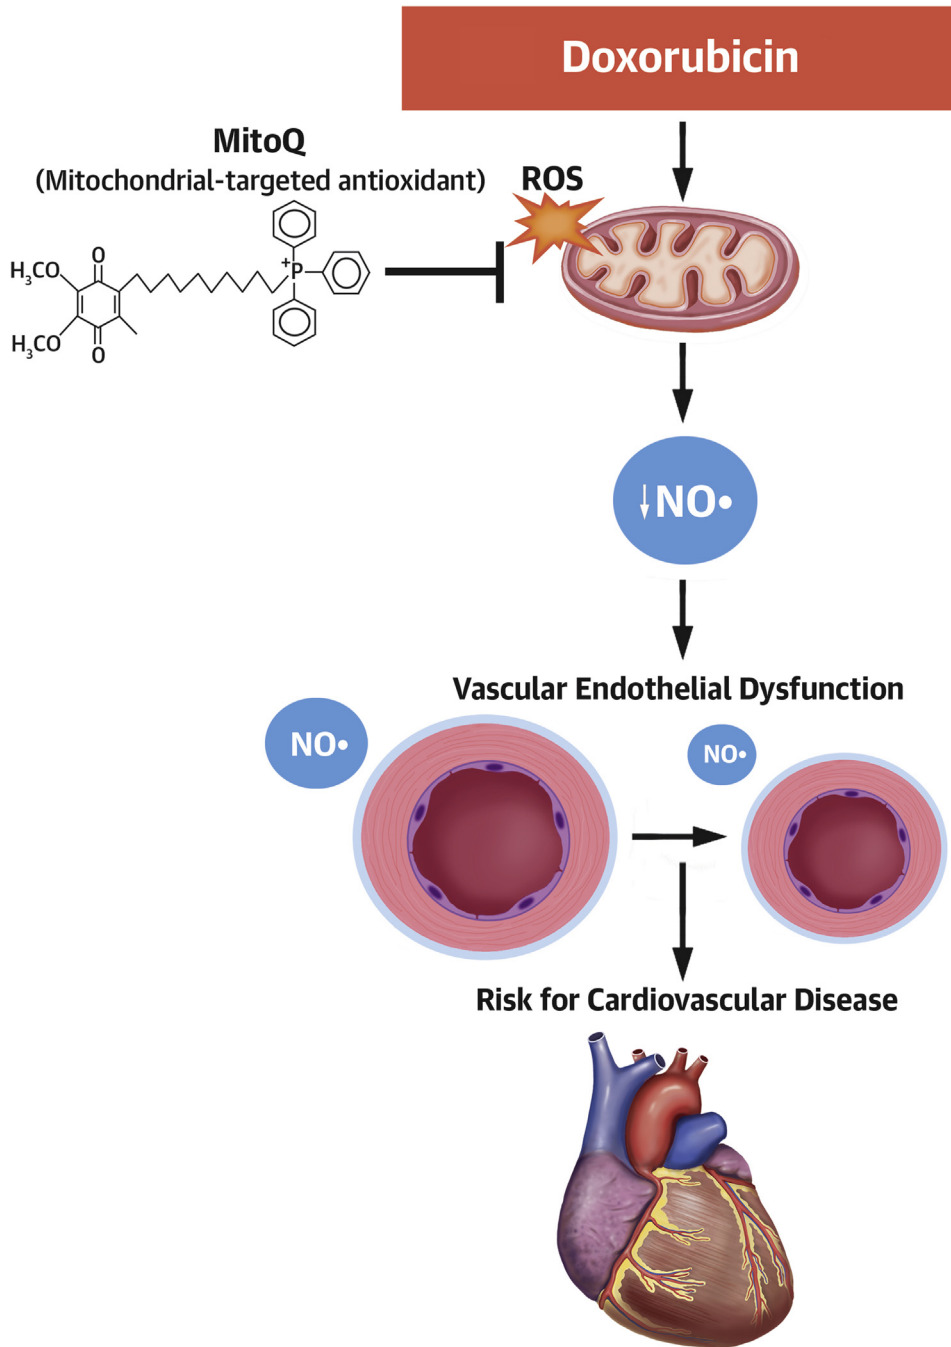 Doxorubicin
MitoQ
(Mitochondrial-targeted antioxidant)
ROS
H₃CO
O
+
P
H₃CO
O
↓NO•
Vascular Endothelial Dysfunction
NO•
NO•
Risk for Cardiovascular Disease